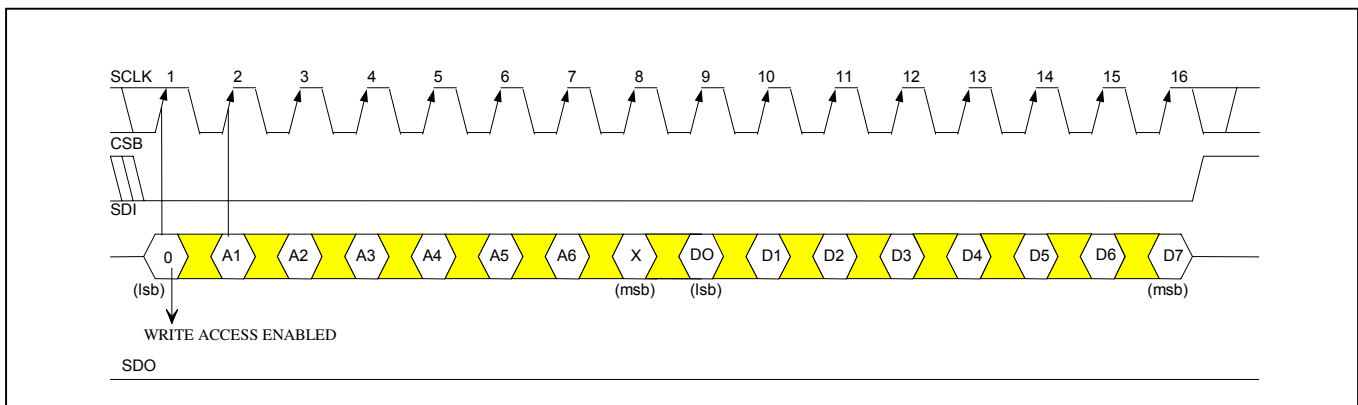 SCLK 1 2 3 4 5 6 7 8 9 10 11 12 13 14 15 16
CSB
SDI
0 A1 A2 A3 A4 A5 A6 X DO D1 D2 D3 D4 D5 D6 D7
(lsb) (msb) (lsb) (msb)
WRITE ACCESS ENABLED
SDO